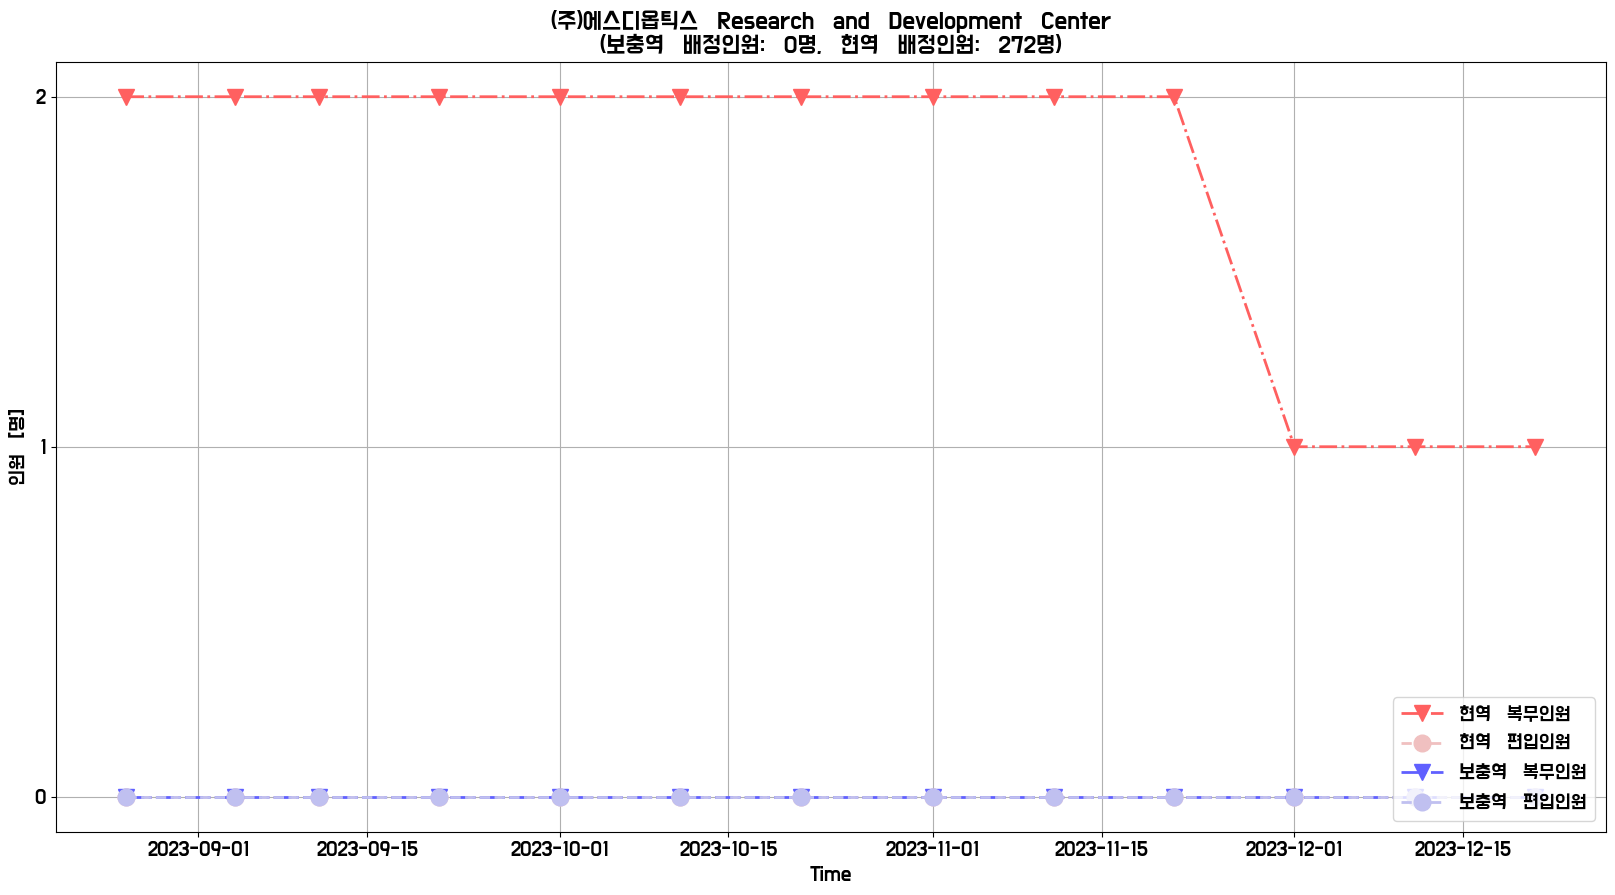 (주)에스디옵틱스 Research and Development Center
(보충역 배정인원: 0명, 현역 배정인원: 272명)
2
1
0
인원 [명]
현역 복무인원
현역 편입인원
보충역 복무인원
보충역 편입인원
2023-09-01 2023-09-15 2023-10-01 2023-10-15 2023-11-01 2023-11-15 2023-12-01 2023-12-15
Time